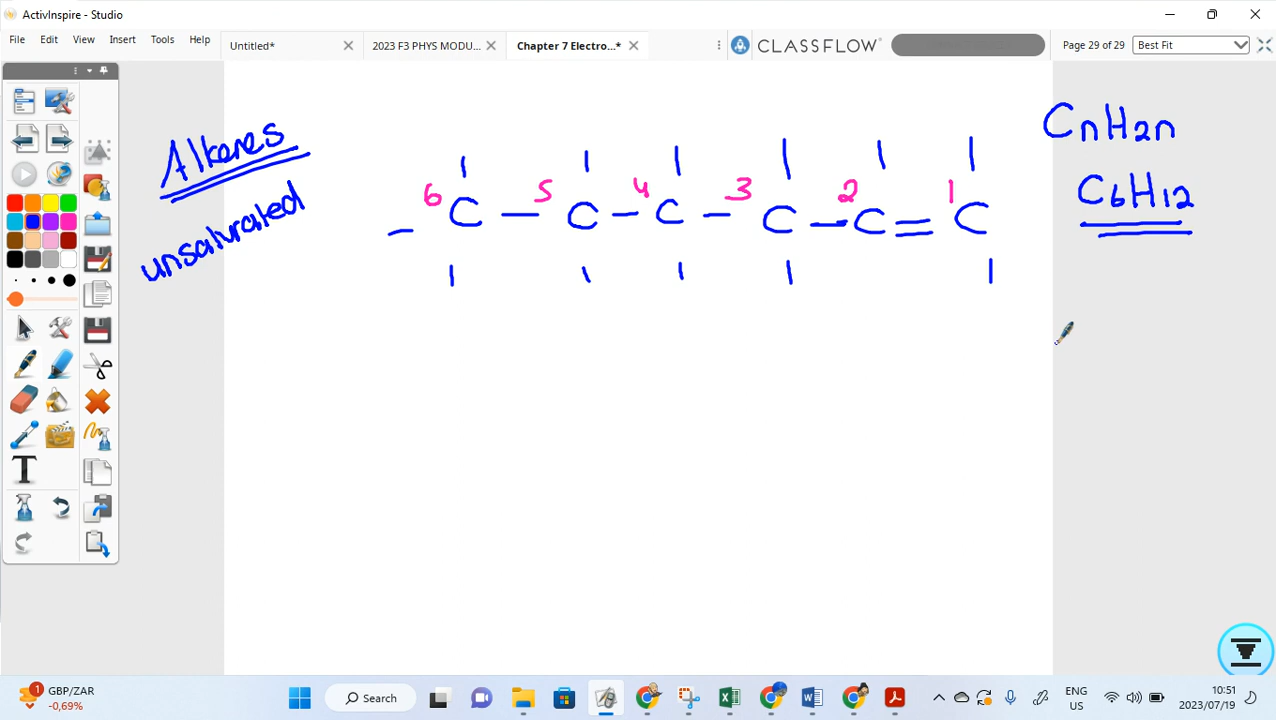 ActivInspire - Studio
File Edit View Insert Tools Help
Untitled* 2023 F3 PHYS MODU... Chapter 7 Electro...* CLASSFLOW Page 29 of 29 Best Fit
Alkenes
unsaturated
6 5 4 3 2 1
C – C – C – C – C = C
CnH2n
C6H12
T
1 GBP/ZAR
-0,69%
Search
ENG
US
10:51
2023/07/19